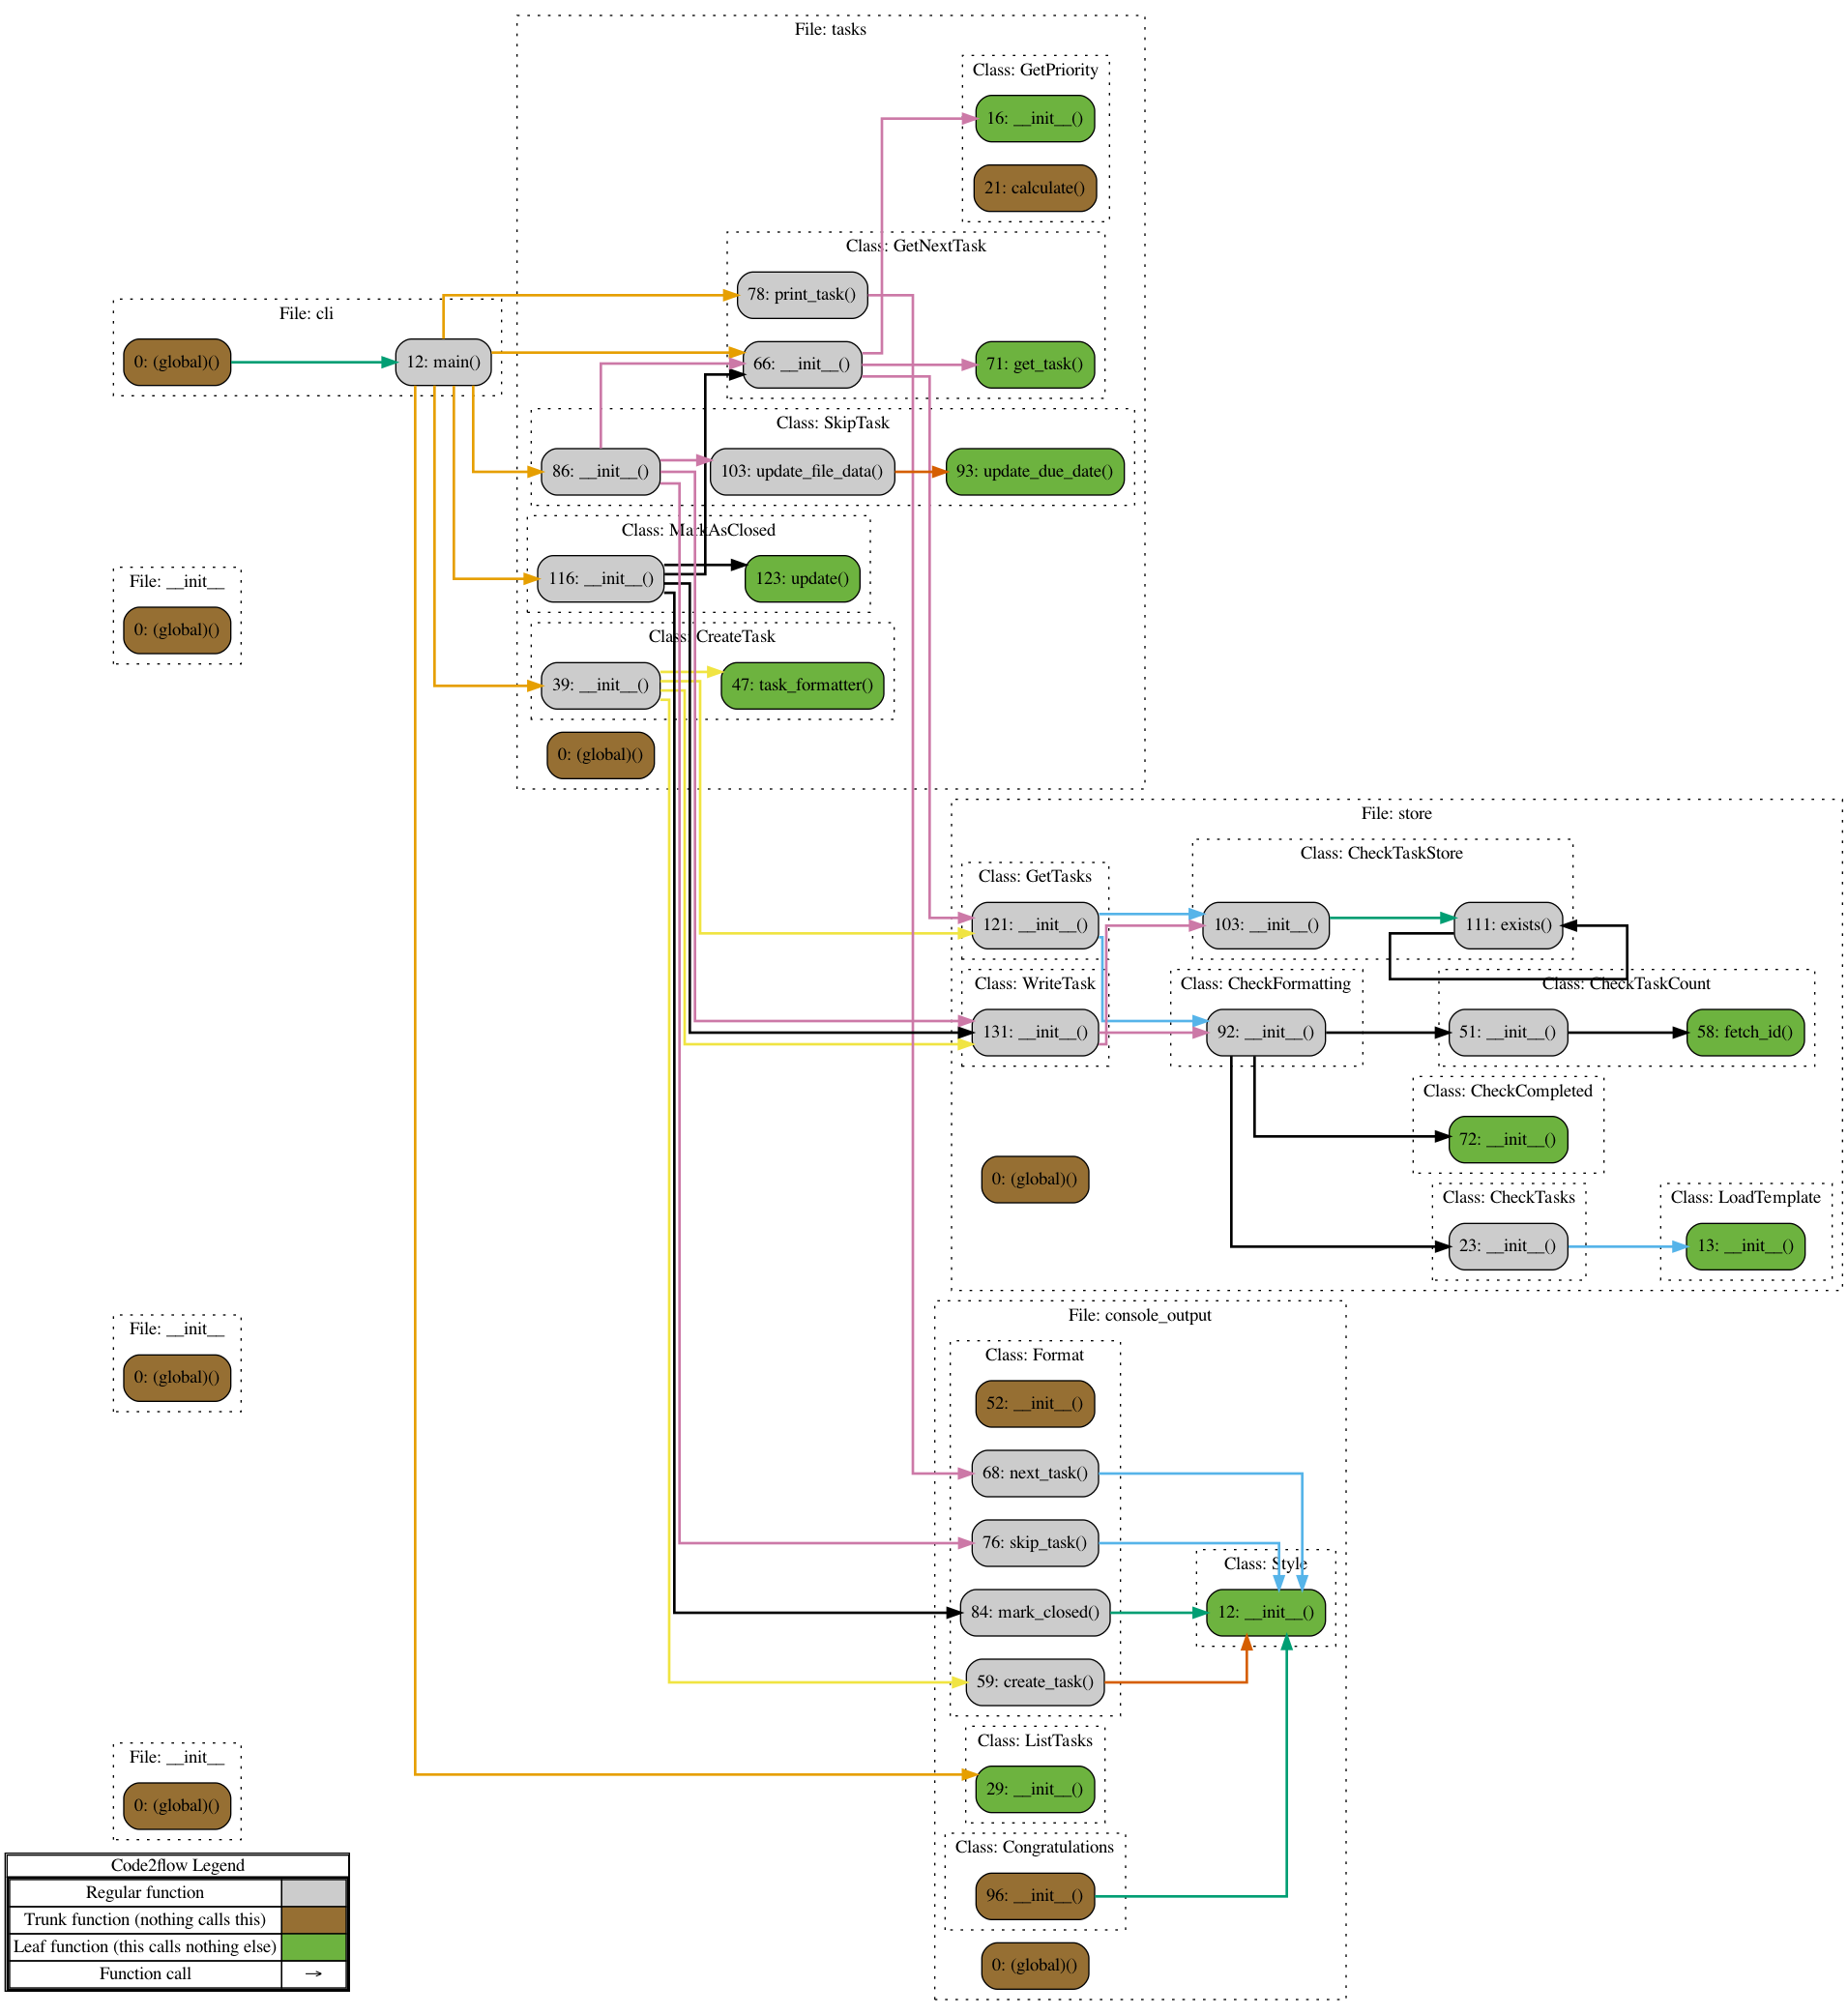 File: tasks
Class: GetPriority
16: __init__()
21: calculate()
Class: GetNextTask
78: print_task()
66: __init__()
71: get_task()
File: cli
0: (global)()
12: main()
Class: SkipTask
86: __init__()
103: update_file_data()
93: update_due_date()
Class: MarkAsClosed
116: __init__()
123: update()
Class: CreateTask
39: __init__()
47: task_formatter()
0: (global)()
File: __init__
0: (global)()
File: store
Class: CheckTaskStore
103: __init__()
111: exists()
Class: GetTasks
121: __init__()
Class: WriteTask
131: __init__()
Class: CheckFormatting
92: __init__()
Class: CheckTaskCount
51: __init__()
58: fetch_id()
Class: CheckCompleted
72: __init__()
0: (global)()
Class: CheckTasks
23: __init__()
Class: LoadTemplate
13: __init__()
File: __init__
0: (global)()
File: console_output
Class: Format
52: __init__()
68: next_task()
76: skip_task()
84: mark_closed()
59: create_task()
Class: Style
12: __init__()
Class: ListTasks
29: __init__()
Class: Congratulations
96: __init__()
0: (global)()
File: __init__
0: (global)()
Code2flow Legend
Regular function
Trunk function (nothing calls this)
Leaf function (this calls nothing else)
Function call →